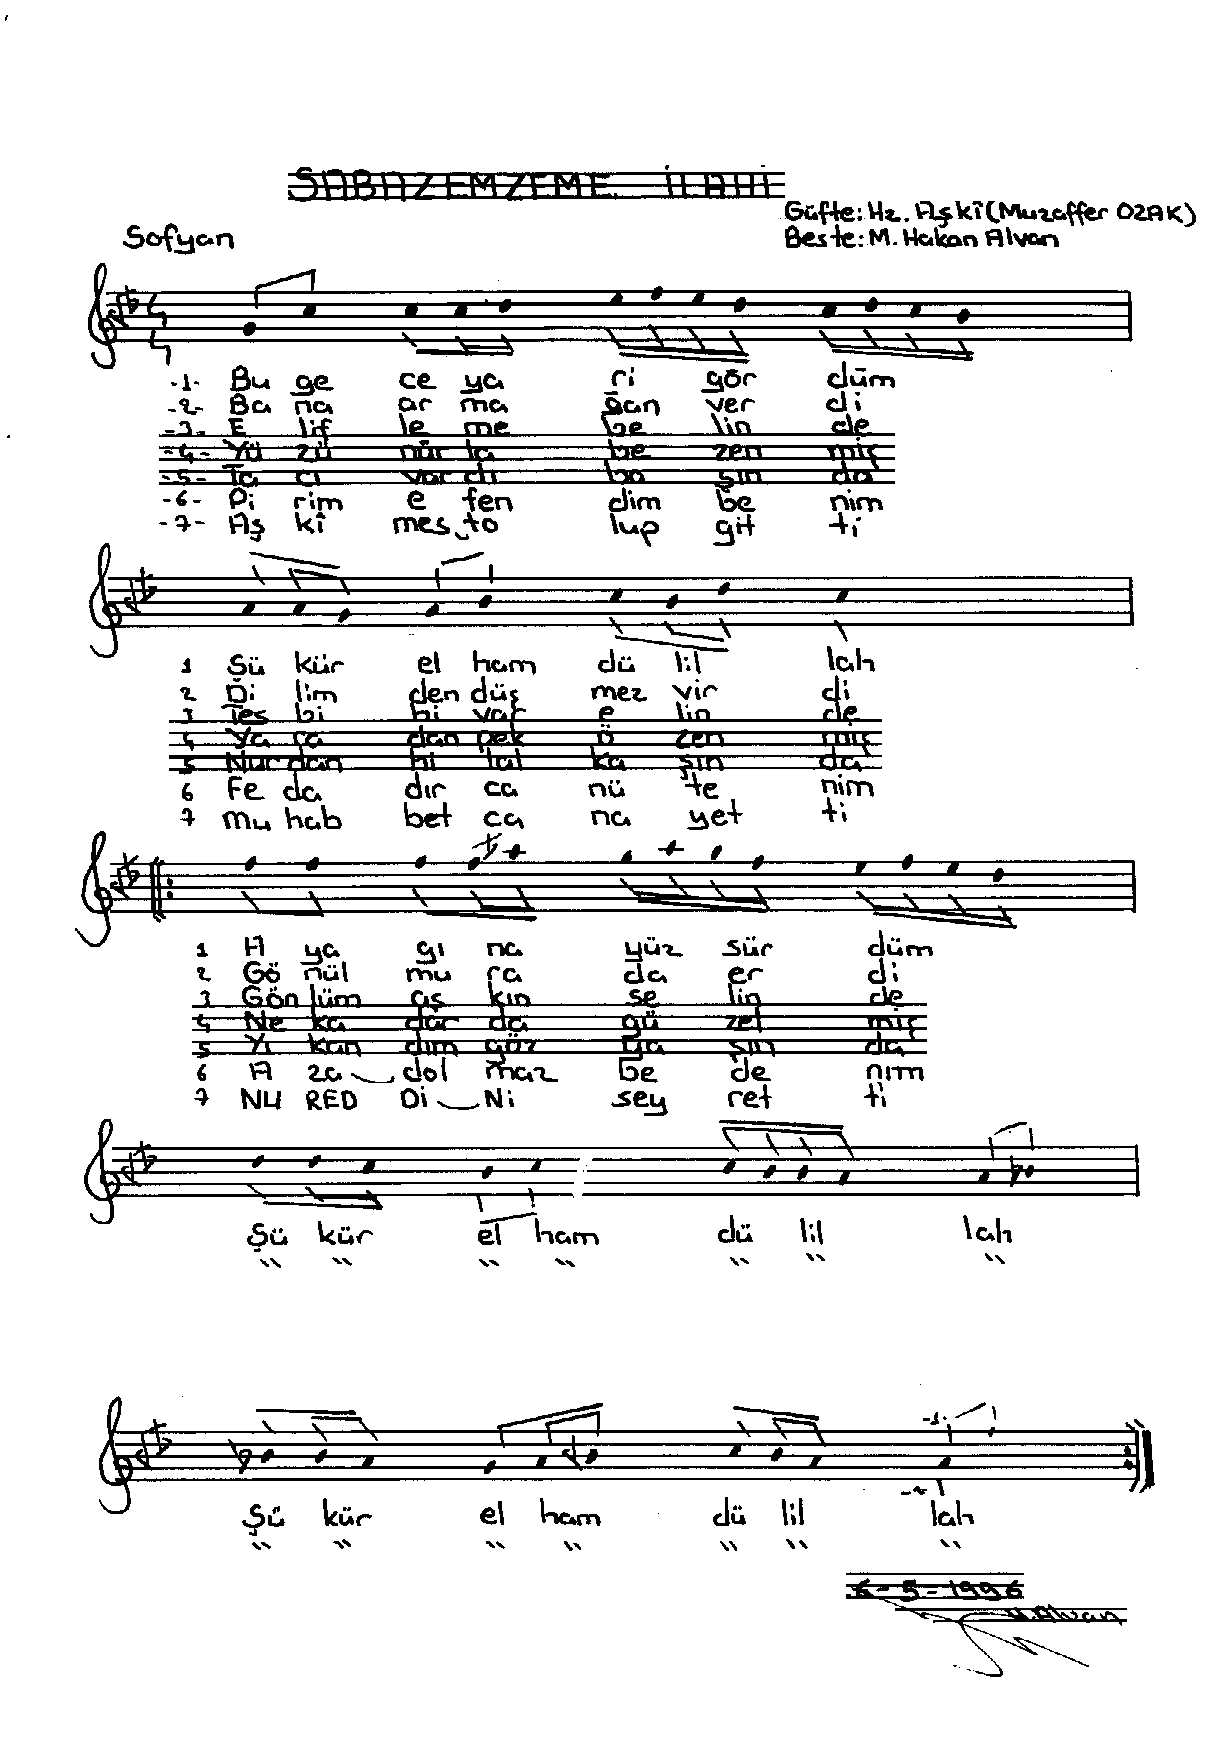 SABAZEMZEME İLAHİ
Güfte: Hz. Aşkî (Muzaffer OZAK)
Sofyan
Beste: M. Hakan Alvan
-1- Bu ge ce ya ri gör düm
-2- Ba na ar ma ğan ver di
-3- E lif le me be lin de
-4- Yü zü nûr la be zen miş
-5- Ta cı var dı ba şın da
-6- Pi rim e fen dim be nim
-7- Aş kî mes to lup git ti
1 Şü kür el ham dü lil lah
2 Di lim den düş mez vir di
3 Tes bi hi var e lin de
4 Ya ra dan pek ö zen miş
5 Nur dan hi lal ka şın da
6 Fe da dır ca nü te nim
7 mu hab bet ca na yet ti
1 A ya gı na yüz sür düm
2 Gö nül mu ra da er di
3 Gön lüm aş kın se lin de
4 Ne ka dar da gü zel miş
5 Yı kan dım göz ya şın da
6 A za dol maz be de nım
7 NU RED Dİ Nİ sey ret ti
Şü kür el ham dü lil lah
" " " " " " "
Şü kür el ham dü lil lah
" " " " " " "
6-5-1996
H. Alvan